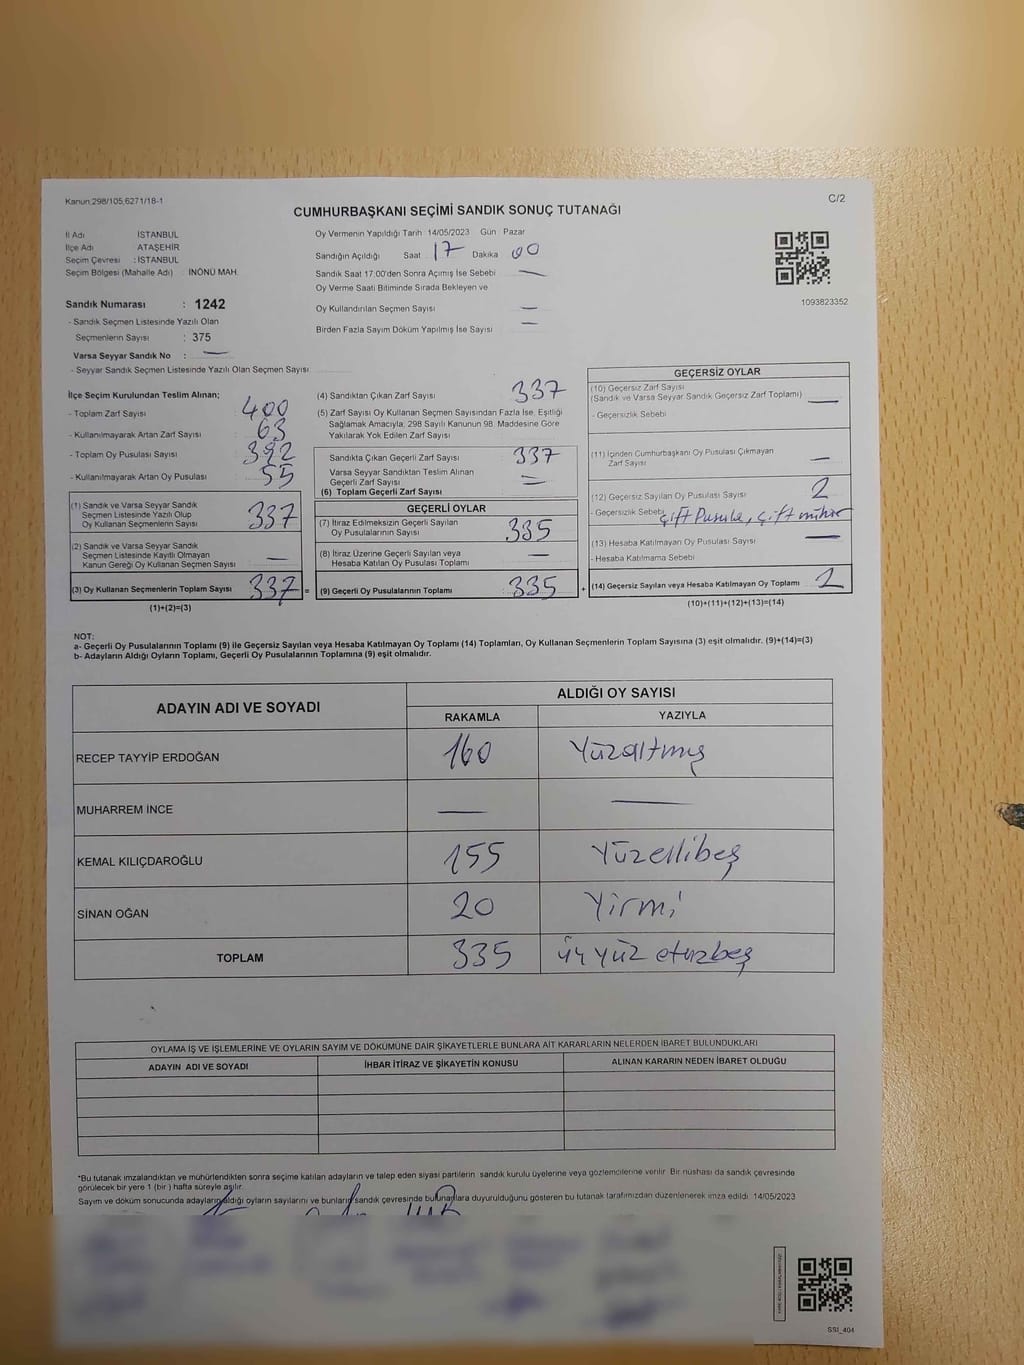 Kanun:298/105,6271/18-1
C/2
CUMHURBAŞKANI SEÇİMİ SANDIK SONUÇ TUTANAĞI
İl Adı İSTANBUL
İlçe Adı ATAŞEHİR
Seçim Çevresi : İSTANBUL
Seçim Bölgesi (Mahalle Adı) : İNÖNÜ MAH.
Sandık Numarası : 1242
- Sandık Seçmen Listesinde Yazılı Olan
Seçmenlerin Sayısı : 375
Varsa Seyyar Sandık No : —
- Seyyar Sandık Seçmen Listesinde Yazılı Olan Seçmen Sayısı
Oy Vermenin Yapıldığı Tarih 14/05/2023 Gün Pazar
Sandığın Açıldığı Saat 17 Dakika 00
Sandık Saat 17:00'den Sonra Açımış İse Sebebi —
Oy Verme Saati Bitiminde Sırada Bekleyen ve
Oy Kullandırılan Seçmen Sayısı —
Birden Fazla Sayım Döküm Yapılmış İse Sayısı —
1093823352
İlçe Seçim Kurulundan Teslim Alınan;
- Toplam Zarf Sayısı 400
- Kullanılmayarak Artan Zarf Sayısı 63
- Toplam Oy Pusulası Sayısı 392
- Kullanılmayarak Artan Oy Pusulası 55
(1) Sandık ve Varsa Seyyar Sandık
Seçmen Listesinde Yazılı Olup
Oy Kullanan Seçmenlerin Sayısı 337
(2) Sandık ve Varsa Seyyar Sandık
Seçmen Listesinde Kayıtlı Olmayan
Kanun Gereği Oy Kullanan Seçmen Sayısı —
(3) Oy Kullanan Seçmenlerin Toplam Sayısı 337 =
(1)+(2)=(3)
(4) Sandıktan Çıkan Zarf Sayısı 337
(5) Zarf Sayısı Oy Kullanan Seçmen Sayısından Fazla İse, Eşitliği
Sağlamak Amacıyla, 298 Sayılı Kanunun 98. Maddesine Göre
Yakılarak Yok Edilen Zarf Sayısı
Sandıkta Çıkan Geçerli Zarf Sayısı 337
Varsa Seyyar Sandıktan Teslim Alınan
Geçerli Zarf Sayısı —
(6) Toplam Geçerli Zarf Sayısı
GEÇERLİ OYLAR
(7) İtiraz Edilmeksizin Geçerli Sayılan
Oy Pusulalarının Sayısı 335
(8) İtiraz Üzerine Geçerli Sayılan veya
Hesaba Katılan Oy Pusulası Toplamı —
(9) Geçerli Oy Pusulalarının Toplamı 335 +
GEÇERSİZ OYLAR
(10) Geçersiz Zarf Sayısı
(Sandık ve Varsa Seyyar Sandık Geçersiz Zarf Toplamı) —
- Geçersizlik Sebebi
(11) İçinden Cumhurbaşkanı Oy Pusulası Çıkmayan
Zarf Sayısı —
(12) Geçersiz Sayılan Oy Pusulası Sayısı 2
- Geçersizlik Sebebi çift Pusula, çift mühür
(13) Hesaba Katılmayan Oy Pusulası Sayısı —
- Hesaba Katılmama Sebebi
(14) Geçersiz Sayılan veya Hesaba Katılmayan Oy Toplamı 2
(10)+(11)+(12)+(13)=(14)
NOT:
a- Geçerli Oy Pusulalarının Toplamı (9) ile Geçersiz Sayılan veya Hesaba Katılmayan Oy Toplamı (14) Toplamları, Oy Kullanan Seçmenlerin Toplam Sayısına (3) eşit olmalıdır. (9)+(14)=(3)
b- Adayların Aldığı Oyların Toplamı, Geçerli Oy Pusulalarının Toplamına (9) eşit olmalıdır.
ADAYIN ADI VE SOYADI ALDIĞI OY SAYISI
RAKAMLA YAZIYLA
RECEP TAYYİP ERDOĞAN 160 Yüzaltmış
MUHARREM İNCE — —
KEMAL KILIÇDAROĞLU 155 Yüzellibeş
SİNAN OĞAN 20 Yirmi
TOPLAM 335 üçyüz otuzbeş
OYLAMA İŞ VE İŞLEMLERİNE VE OYLARIN SAYIM VE DÖKÜMÜNE DAİR ŞİKAYETLERLE BUNLARA AİT KARARLARIN NELERDEN İBARET BULUNDUKLARI
ADAYIN ADI VE SOYADI İHBAR İTİRAZ VE ŞİKAYETİN KONUSU ALINAN KARARIN NEDEN İBARET OLDUĞU
*Bu tutanak imzalandıktan ve mühürlendikten sonra seçime katılan adayların ve talep eden siyasi partilerin sandık kurulu üyelerine veya gözlemcilerine verilir. Bir nüshası da sandık çevresinde
görülecek bir yere 1 (bir ) hafta süreyle asılır.
Sayım ve döküm sonucunda adayların aldığı oyların sayılarını ve bunların sandık çevresinde bulunanlara duyurulduğunu gösteren bu tutanak tarafımızdan düzenlenerek imza edildi. 14/05/2023
SSI_404